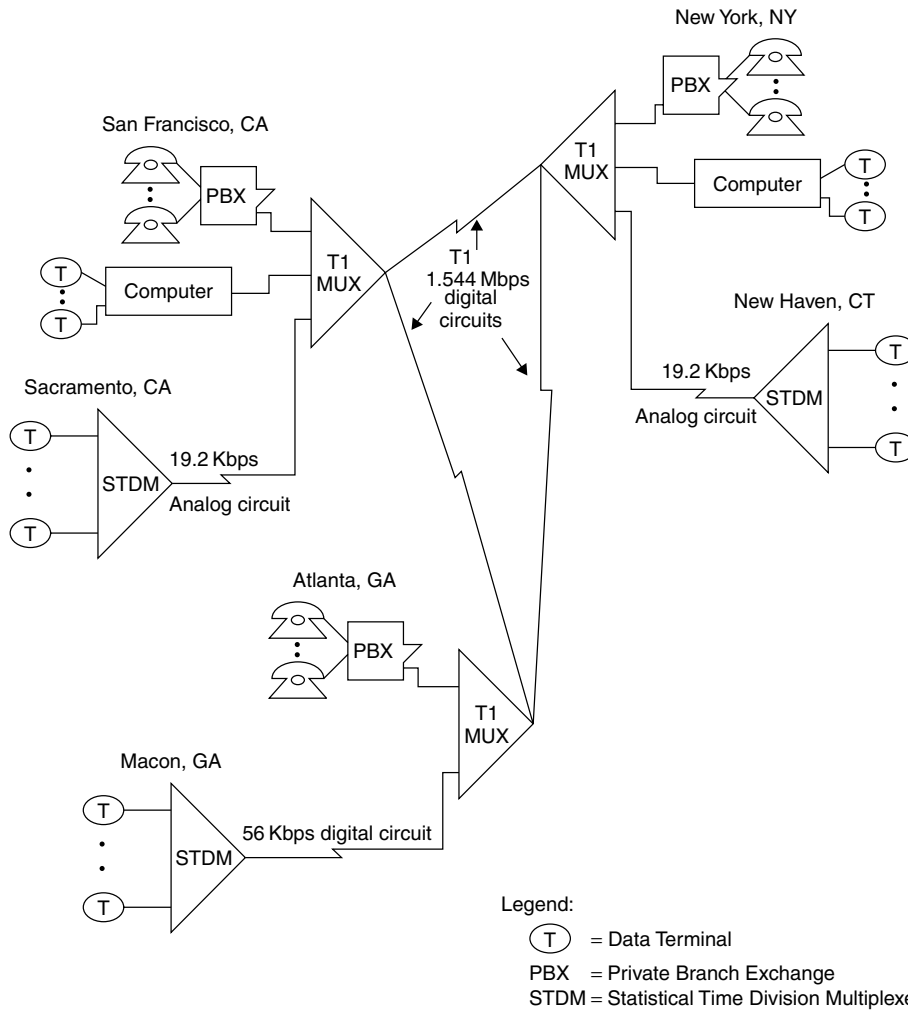 New York, NY
PBX
T1
MUX
Computer
T
T
San Francisco, CA
PBX
T1
MUX
T
Computer
T
T1
1.544 Mbps
digital
circuits
New Haven, CT
19.2 Kbps
Analog circuit
STDM
T
T
Sacramento, CA
T
STDM
T
19.2 Kbps
Analog circuit
Atlanta, GA
PBX
T1
MUX
Macon, GA
T
STDM
T
56 Kbps digital circuit
Legend:
T = Data Terminal
PBX = Private Branch Exchange
STDM = Statistical Time Division Multiplexe